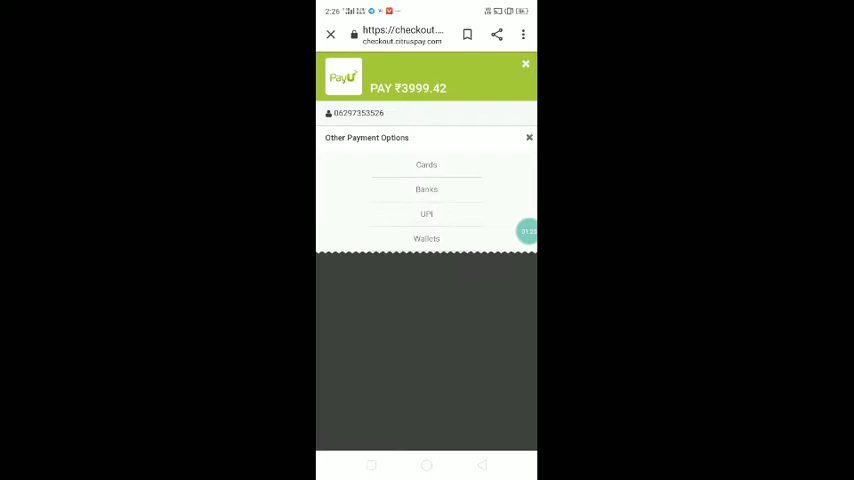 2:26
https://checkout....
checkout.citruspay.com
PayU
PAY ₹3999.42
06297353526
Other Payment Options
Cards
Banks
UPI
Wallets